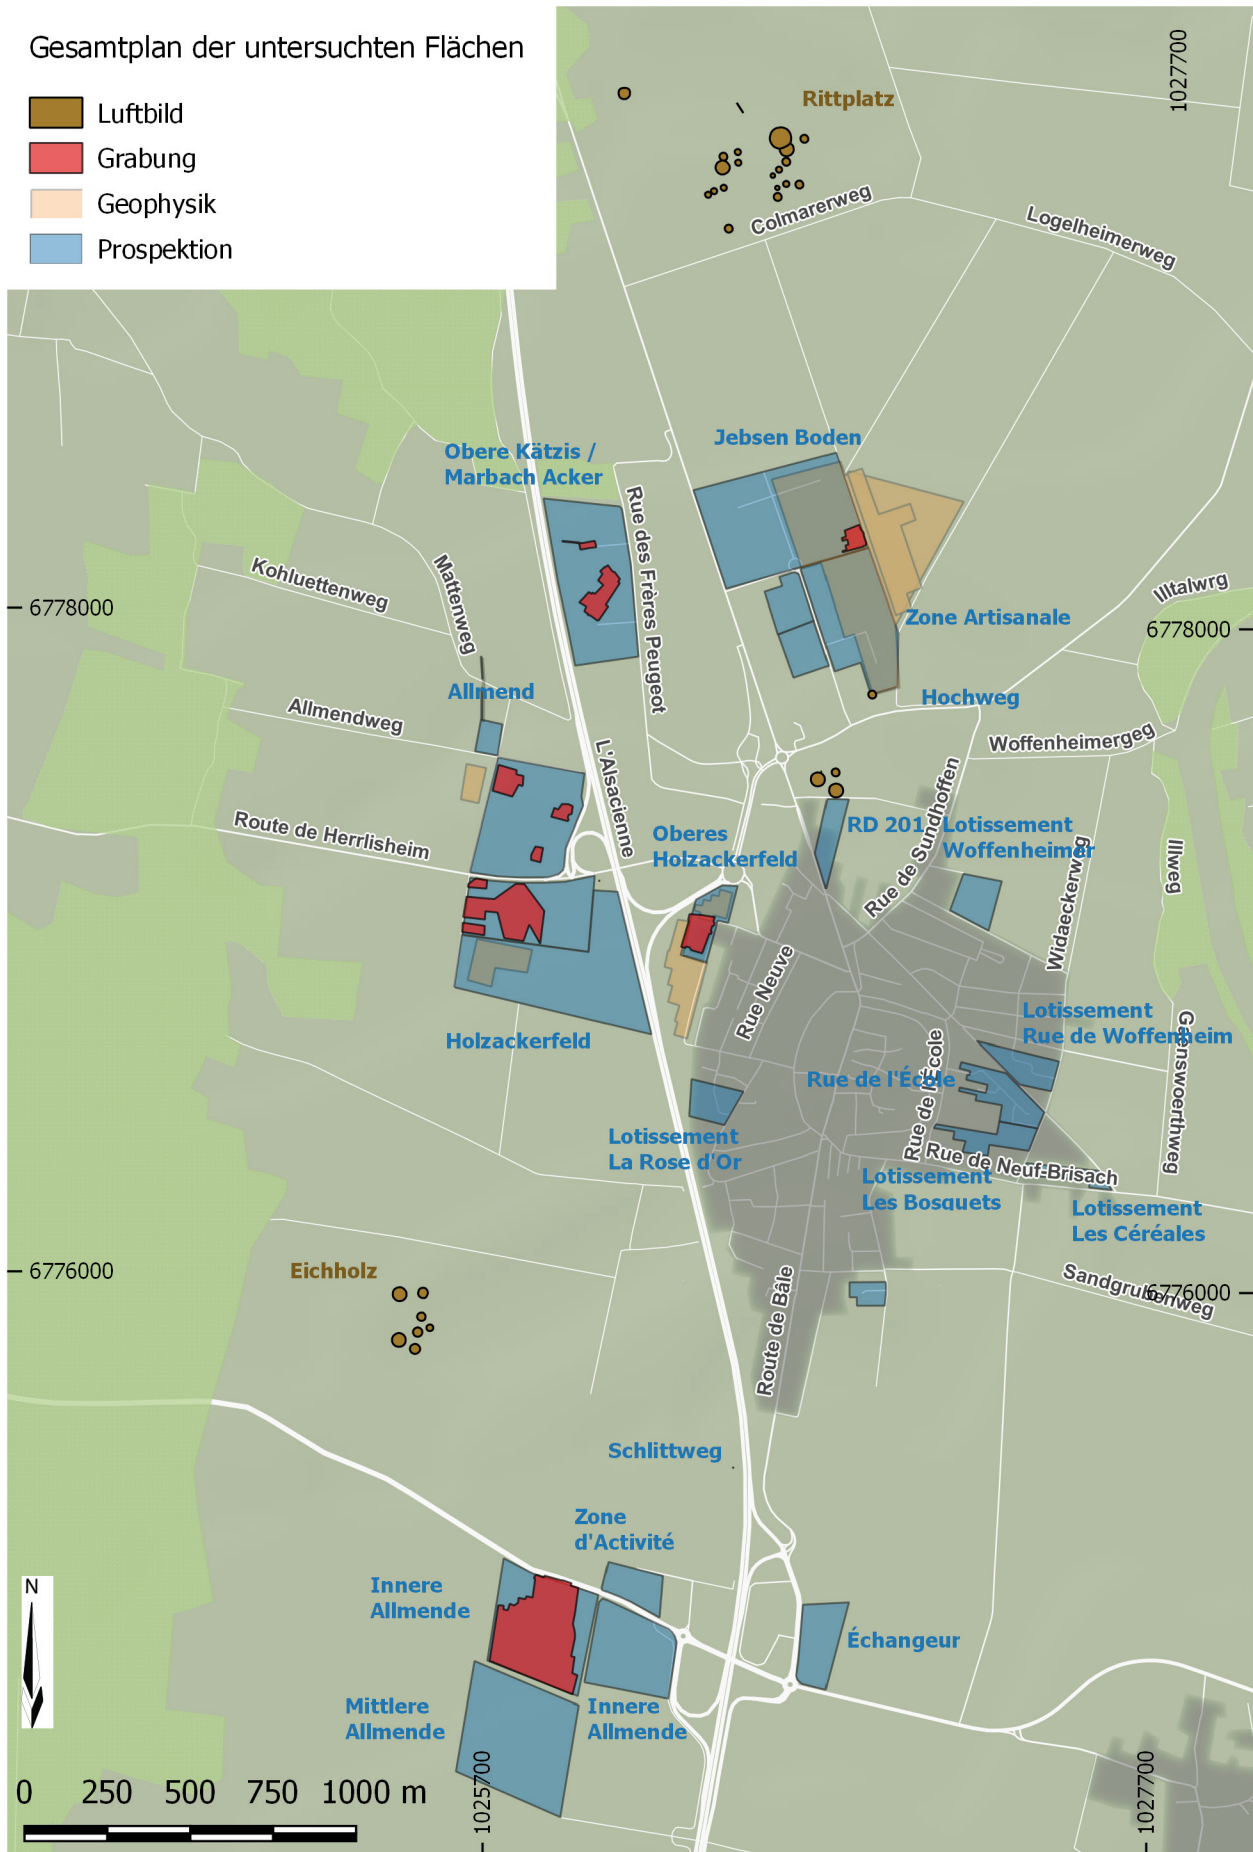 Gesamtplan der untersuchten Flächen
Luftbild
Grabung
Geophysik
Prospektion
1027700
Rittplatz
Colmarerweg
Logelheimerweg
Jebsen Boden
Obere Kätzis /
Marbach Acker
Rue des Frères Peugeot
Kohluettenweg
Mattenweg
Illtalwrg
6778000
6778000
Zone Artisanale
Allmend
Hochweg
Allmendweg
Woffenheimergeg
L'Alsacienne
Rue de Sundhoffen
Route de Herrlisheim
Oberes
Holzackerfeld
RD 201
Lotissement
Woffenheimer
Widaeckerweg
Illweg
Rue Neuve
Lotissement
Rue de Woffenheim
Holzackerfeld
Rue de l'École
Rue de l'École
Gaenswoerthweg
Lotissement
La Rose d'Or
Rue de Neuf-Brisach
Lotissement
Les Bosquets
Lotissement
Les Céréales
6776000
Eichholz
Sandgrubenweg
6776000
Route de Bâle
Schlittweg
Zone
d'Activité
Innere
Allmende
Échangeur
N
Mittlere
Allmende
Innere
Allmende
0 250 500 750 1000 m
1025700
1027700